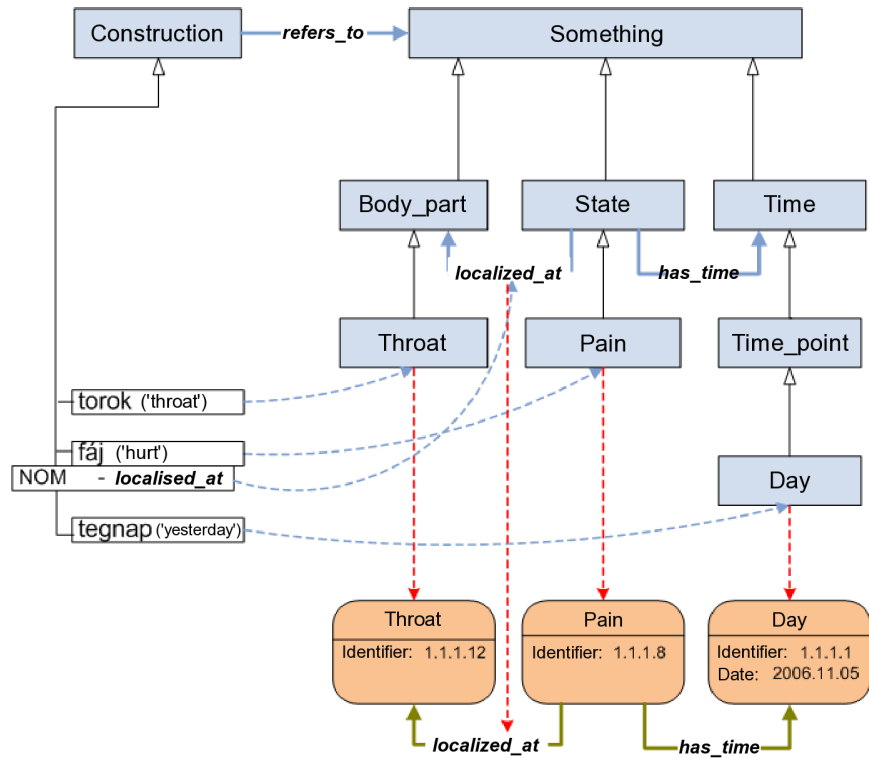 Construction
refers_to
Something
Body_part
State
Time
localized_at
has_time
Throat
Pain
Time_point
torok ('throat')
fáj ('hurt')
NOM - localised_at
Day
tegnap ('yesterday')
Throat
Identifier: 1.1.1.12
Pain
Identifier: 1.1.1.8
Day
Identifier: 1.1.1.1
Date: 2006.11.05
localized_at
has_time